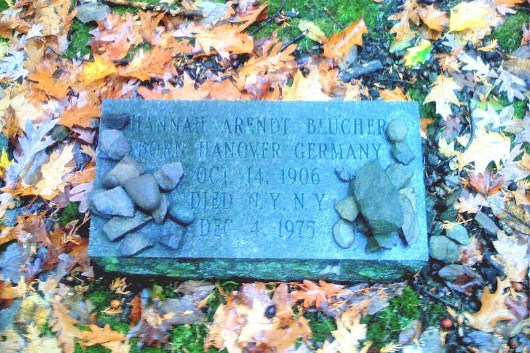 HANNAH ARENDT BLUCHER
BORN HANOVER GERMANY
OCT 14, 1906
DIED N.Y. N.Y.
DEC 4, 1975